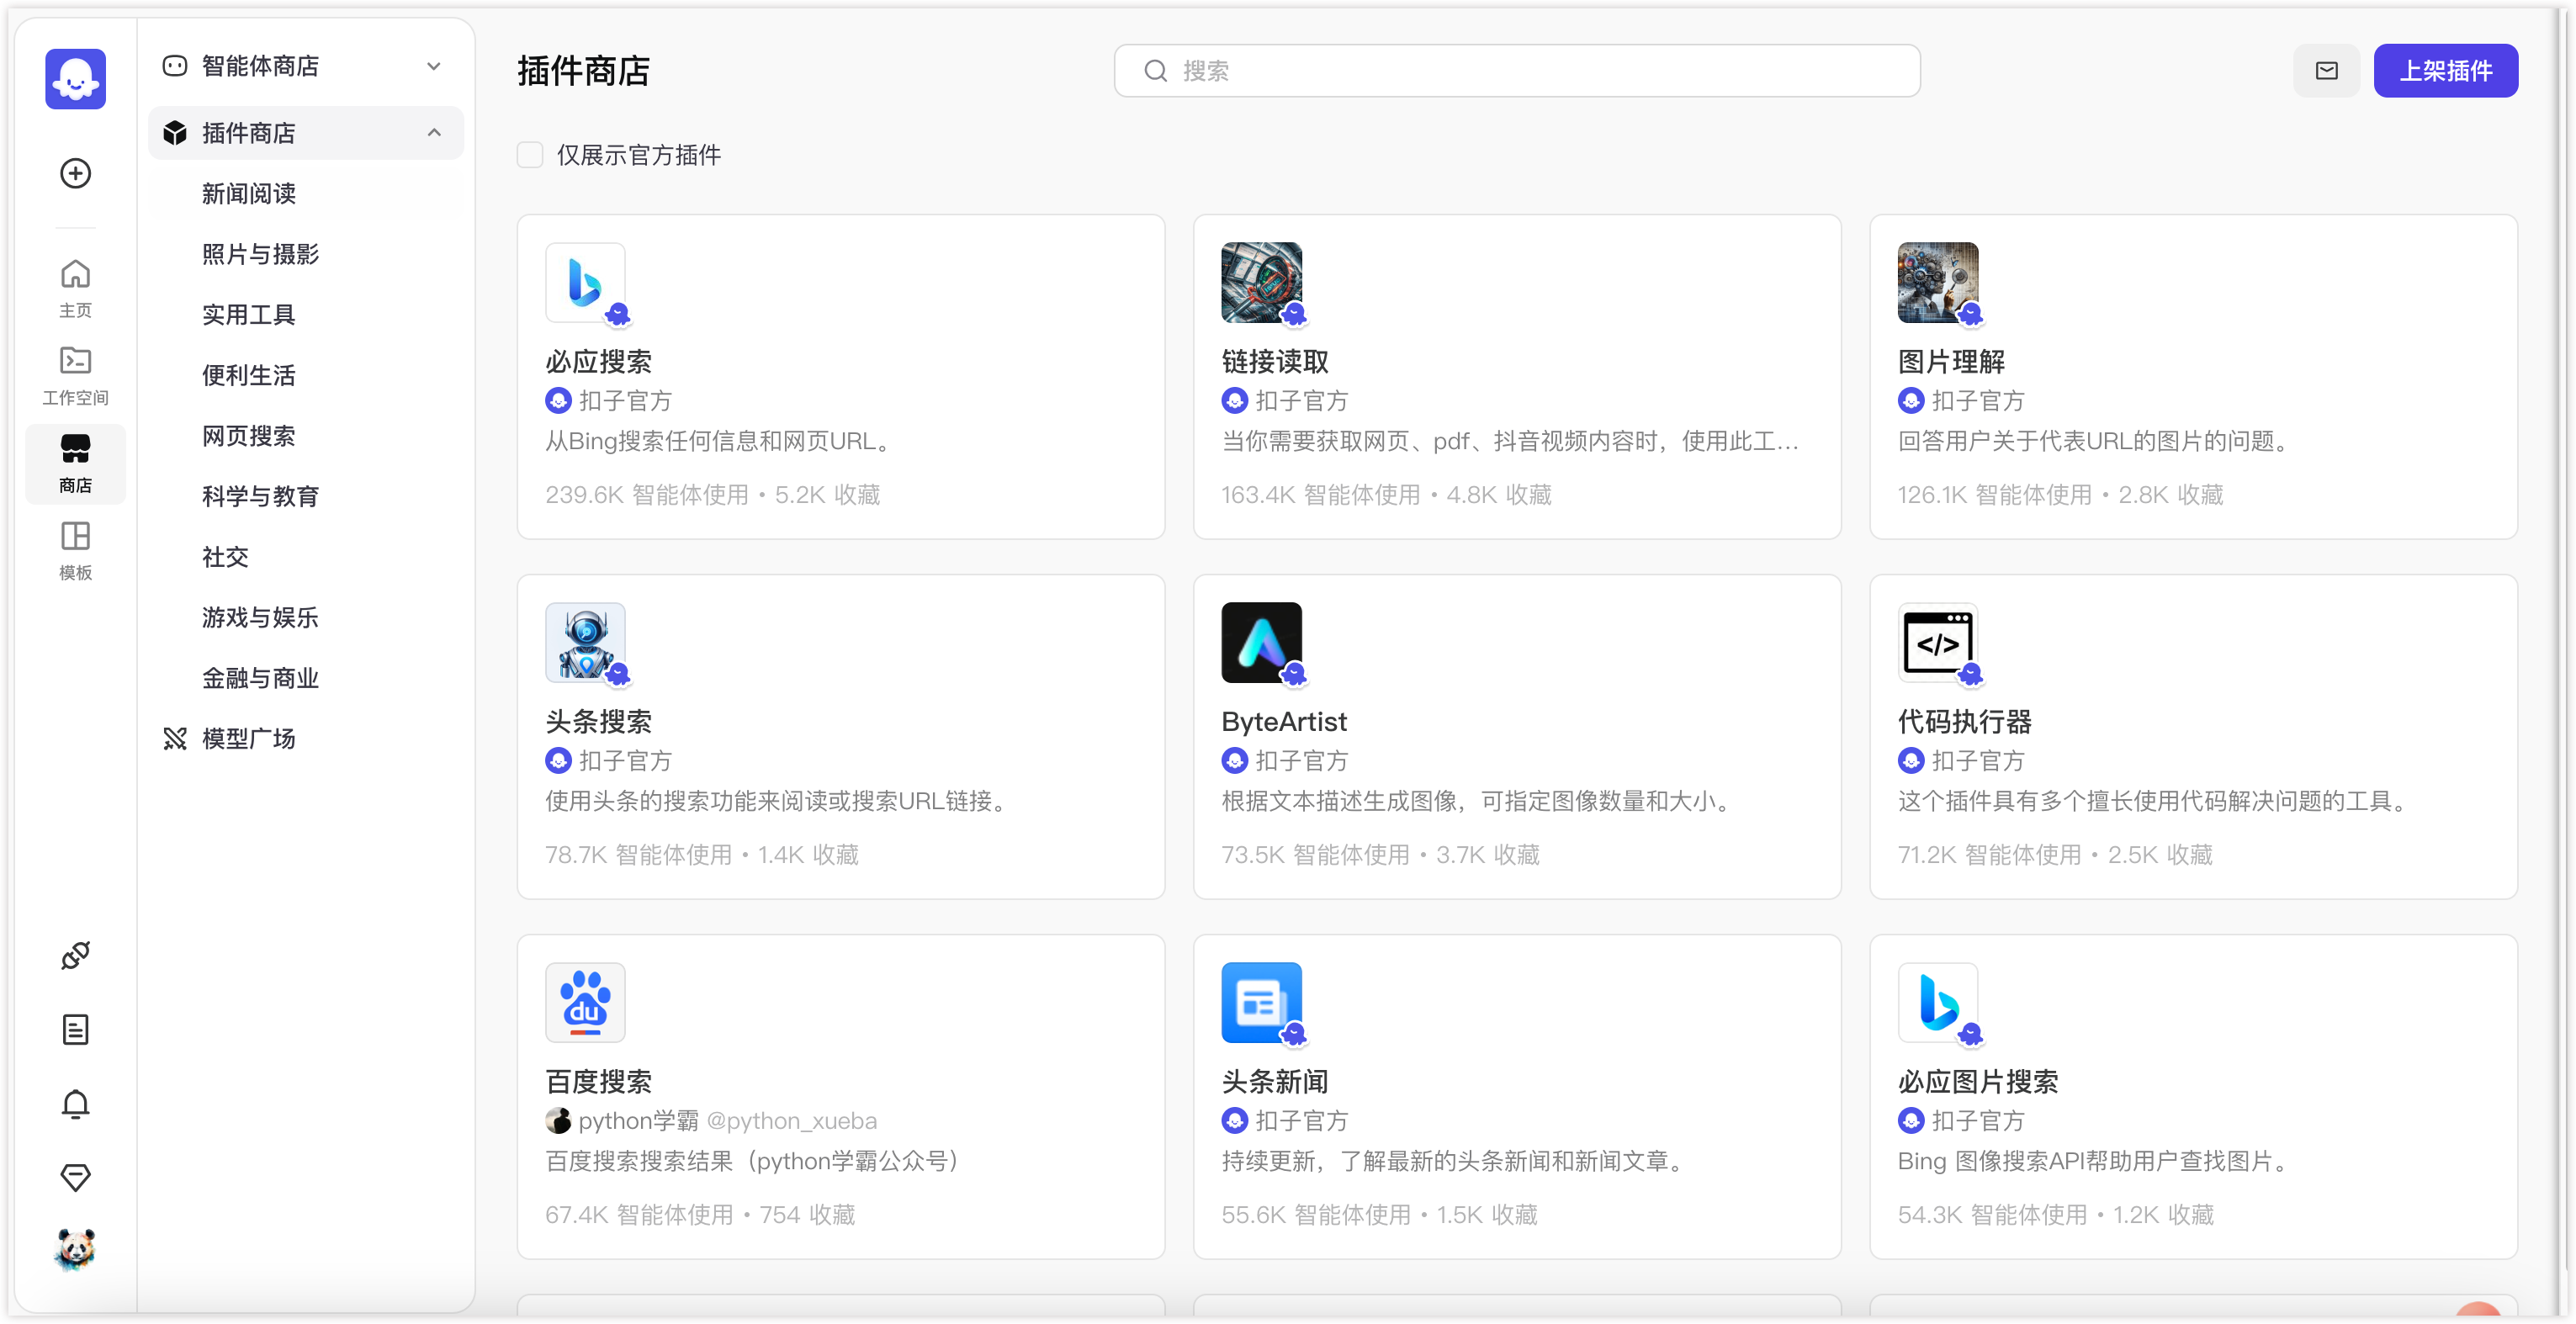 主页
工作空间
商店
模板
智能体商店
插件商店
新闻阅读
照片与摄影
实用工具
便利生活
网页搜索
科学与教育
社交
游戏与娱乐
金融与商业
模型广场
插件商店
搜索
上架插件
仅展示官方插件
必应搜索
扣子官方
从Bing搜索任何信息和网页URL。
239.6K 智能体使用 • 5.2K 收藏
链接读取
扣子官方
当你需要获取网页、pdf、抖音视频内容时，使用此工…
163.4K 智能体使用 • 4.8K 收藏
图片理解
扣子官方
回答用户关于代表URL的图片的问题。
126.1K 智能体使用 • 2.8K 收藏
头条搜索
扣子官方
使用头条的搜索功能来阅读或搜索URL链接。
78.7K 智能体使用 • 1.4K 收藏
ByteArtist
扣子官方
根据文本描述生成图像，可指定图像数量和大小。
73.5K 智能体使用 • 3.7K 收藏
</>
代码执行器
扣子官方
这个插件具有多个擅长使用代码解决问题的工具。
71.2K 智能体使用 • 2.5K 收藏
du
百度搜索
python学霸 @python_xueba
百度搜索搜索结果（python学霸公众号）
67.4K 智能体使用 • 754 收藏
头条新闻
扣子官方
持续更新，了解最新的头条新闻和新闻文章。
55.6K 智能体使用 • 1.5K 收藏
必应图片搜索
扣子官方
Bing 图像搜索API帮助用户查找图片。
54.3K 智能体使用 • 1.2K 收藏